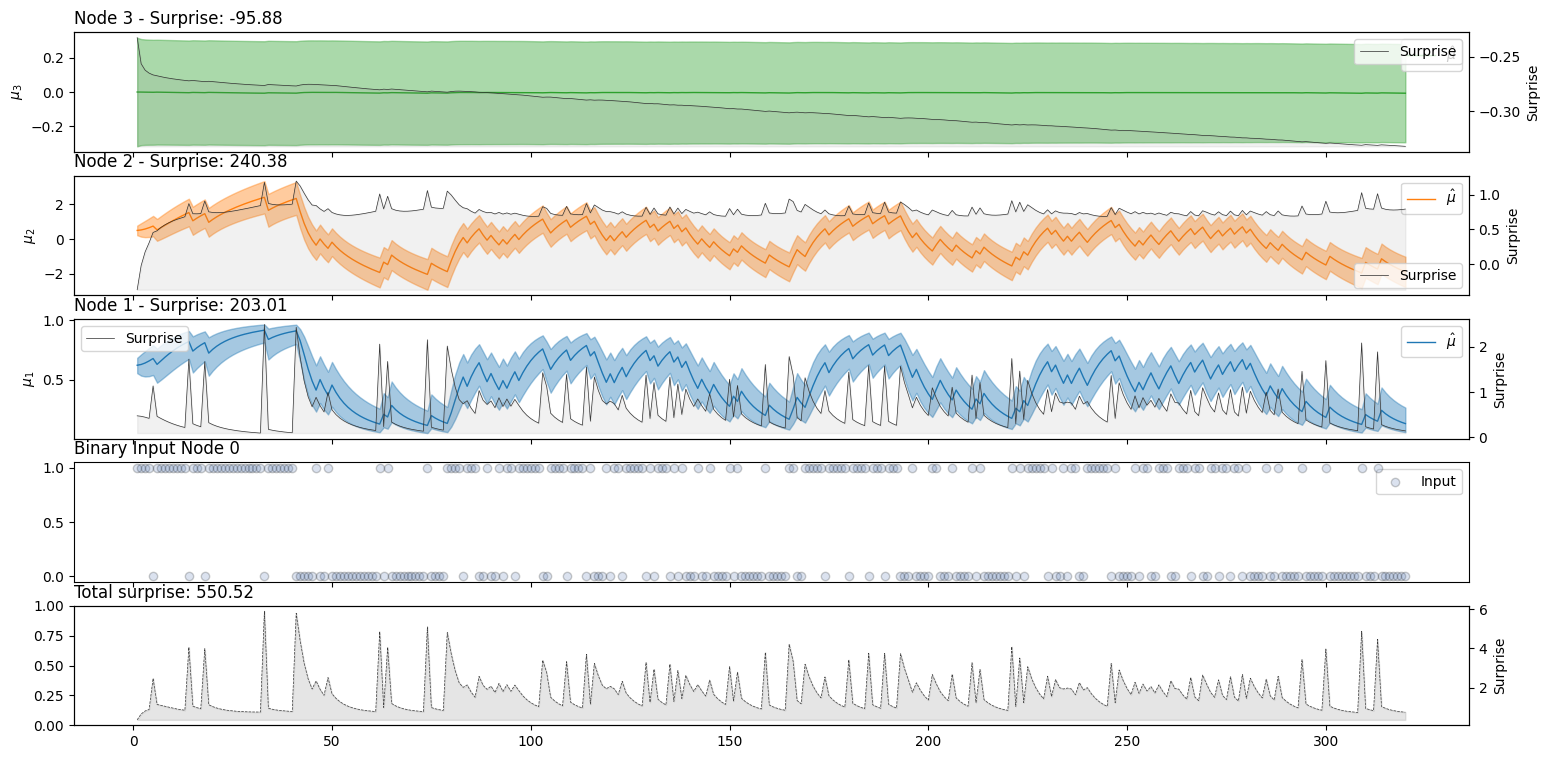 Node 3 - Surprise: -95.88
μ3
0.2
0.0
−0.2
Surprise
−0.25
−0.30
Surprise
Node 2 - Surprise: 240.38
μ2
2
0
−2
μ̂
Surprise
1.0
0.5
0.0
Surprise
Node 1 - Surprise: 203.01
μ1
1.0
0.5
Surprise
μ̂
2
1
0
Surprise
Binary Input Node 0
1.0
0.5
0.0
Input
Total surprise: 550.52
1.00
0.75
0.50
0.25
0.00
6
4
2
Surprise
0 50 100 150 200 250 300